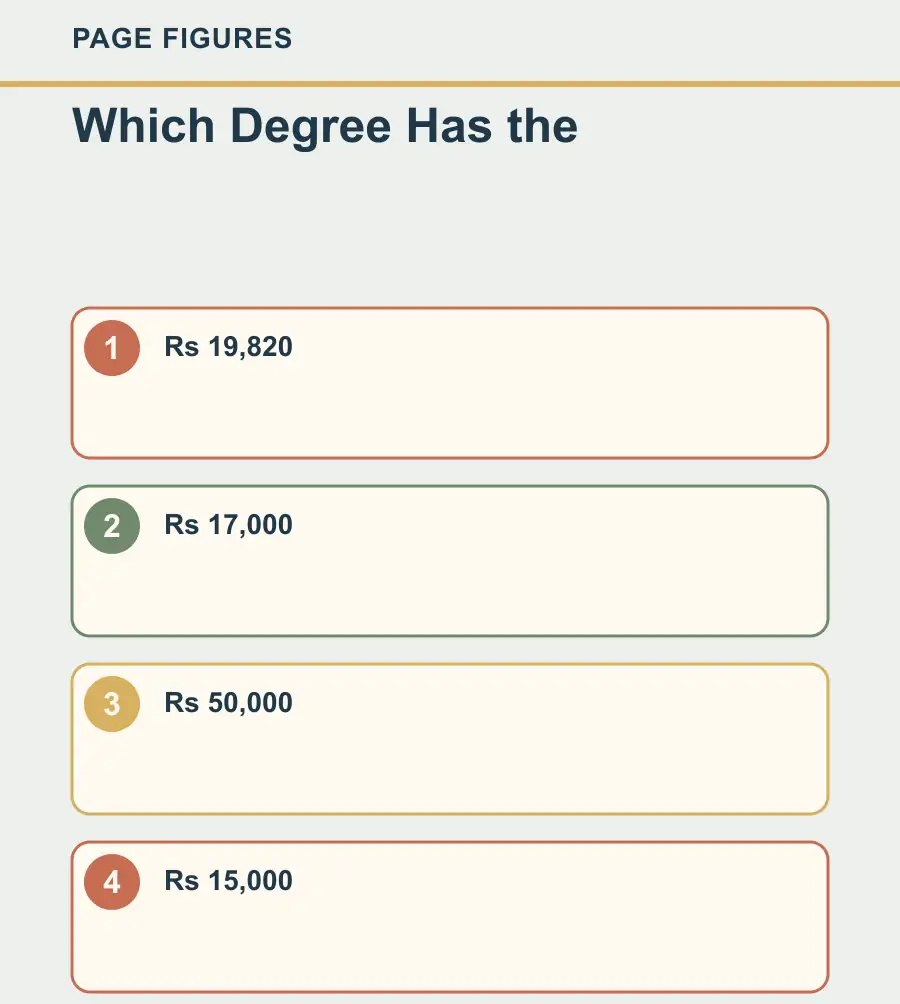 PAGE FIGURES
Which Degree Has the
1 Rs 19,820
2 Rs 17,000
3 Rs 50,000
4 Rs 15,000